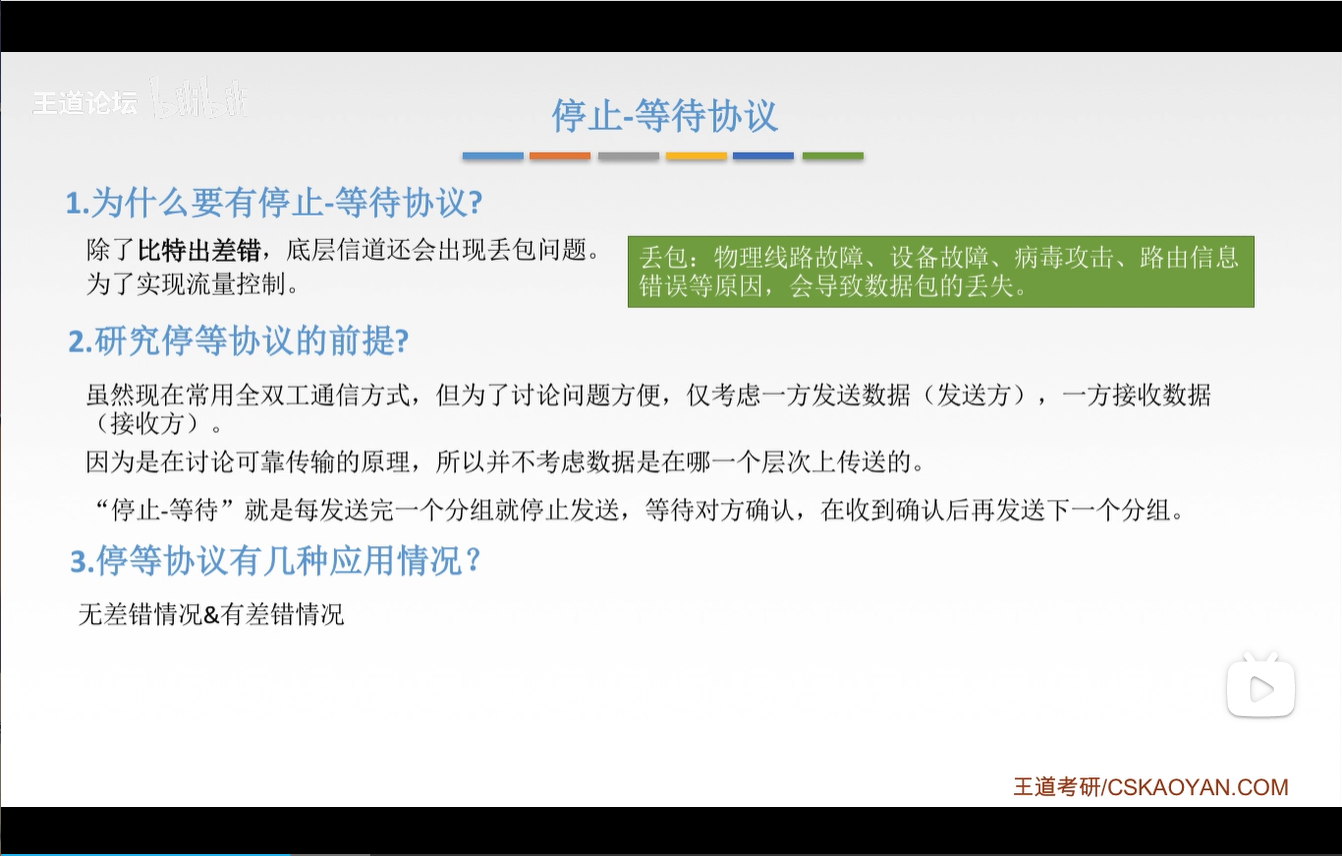 王道论坛 bilibili
停止-等待协议
1.为什么要有停止-等待协议?
除了比特出差错，底层信道还会出现丢包问题。
为了实现流量控制。
丢包：物理线路故障、设备故障、病毒攻击、路由信息
错误等原因，会导致数据包的丢失。
2.研究停等协议的前提?
虽然现在常用全双工通信方式，但为了讨论问题方便，仅考虑一方发送数据（发送方），一方接收数据
（接收方）。
因为是在讨论可靠传输的原理，所以并不考虑数据是在哪一个层次上传送的。
“停止-等待”就是每发送完一个分组就停止发送，等待对方确认，在收到确认后再发送下一个分组。
3.停等协议有几种应用情况？
无差错情况&有差错情况
王道考研/CSKAOYAN.COM